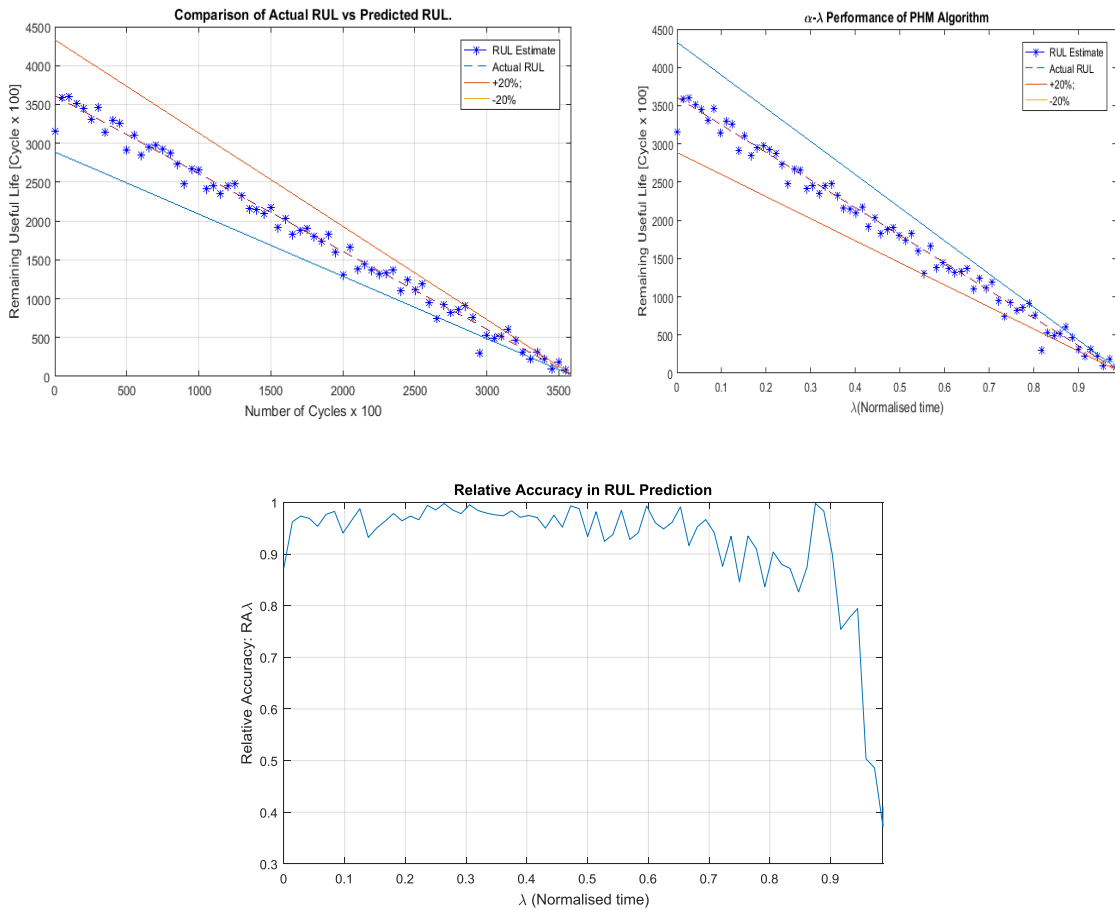 Comparison of Actual RUL vs Predicted RUL.
Remaining Useful Life [Cycle x 100]
4500
4000
3500
3000
2500
2000
1500
1000
500
0
RUL Estimate
Actual RUL
+20%;
-20%
0 500 1000 1500 2000 2500 3000 3500
Number of Cycles x 100
α-λ Performance of PHM Algorithm
Remaining Useful Life [Cycle x 100]
4500
4000
3500
3000
2500
2000
1500
1000
500
0
RUL Estimate
Actual RUL
+20%;
-20%
0 0.1 0.2 0.3 0.4 0.5 0.6 0.7 0.8 0.9
λ(Normalised time)
Relative Accuracy in RUL Prediction
Relative Accuracy: RAλ
1
0.9
0.8
0.7
0.6
0.5
0.4
0.3
0 0.1 0.2 0.3 0.4 0.5 0.6 0.7 0.8 0.9
λ (Normalised time)